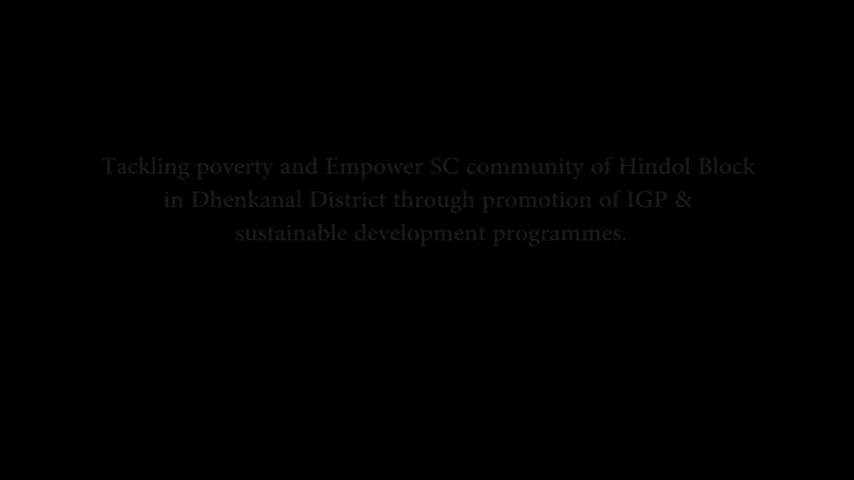 Tackling poverty and Empower SC community of Hindol Block
in Dhenkanal District through promotion of IGP &
sustainable development programmes.